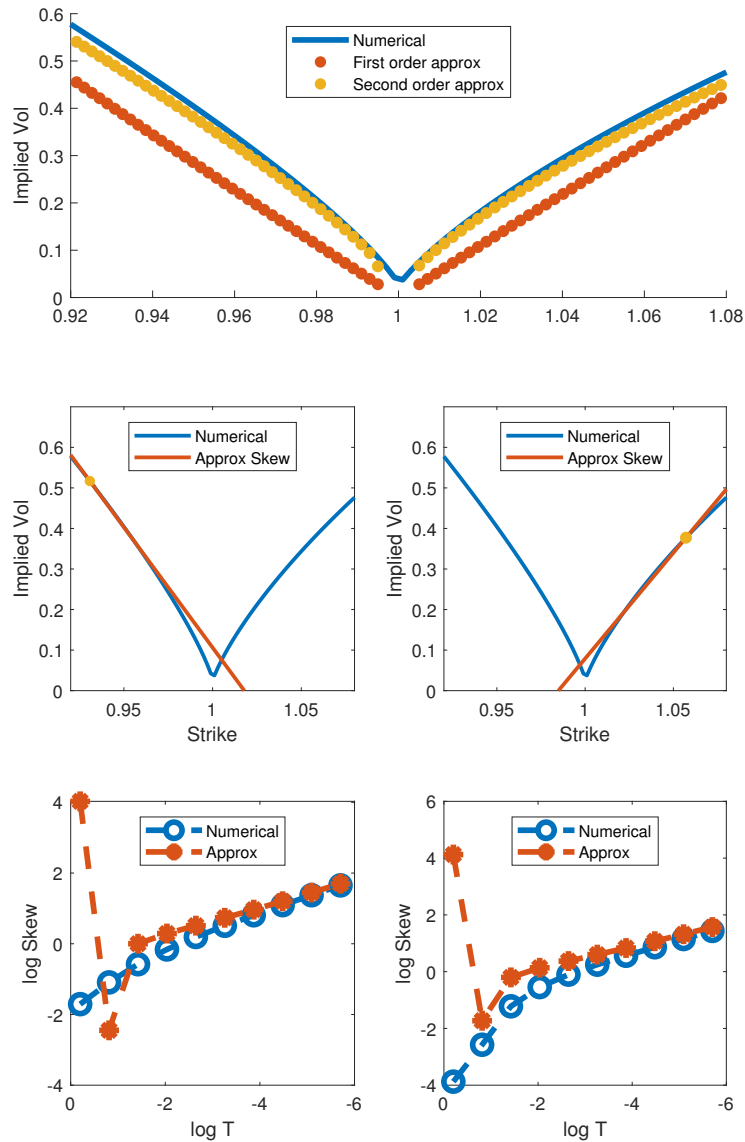 0.6
0.5
0.4
0.3
0.2
0.1
0
Implied Vol
Numerical
First order approx
Second order approx
0.92 0.94 0.96 0.98 1 1.02 1.04 1.06 1.08
0.6
0.5
0.4
0.3
0.2
0.1
0
Implied Vol
Numerical
Approx Skew
0.95 1 1.05
Strike
0.6
0.5
0.4
0.3
0.2
0.1
0
Implied Vol
Numerical
Approx Skew
0.95 1 1.05
Strike
4
2
0
-2
-4
log Skew
Numerical
Approx
0 -2 -4 -6
log T
6
4
2
0
-2
-4
log Skew
Numerical
Approx
0 -2 -4 -6
log T